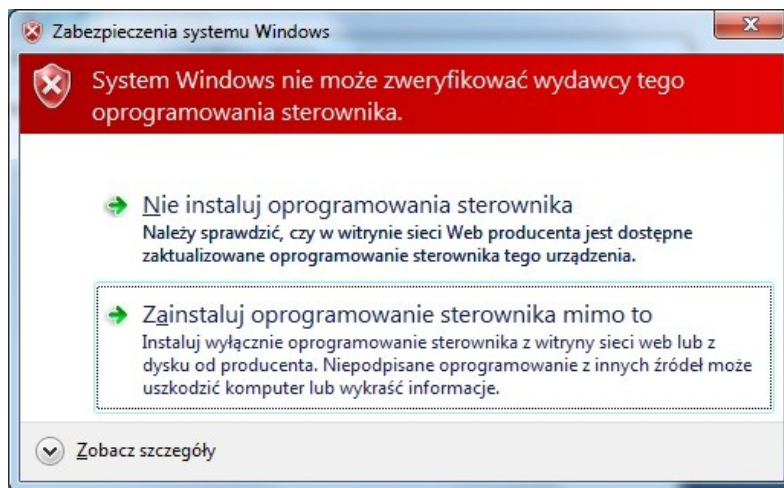 Zabezpieczenia systemu Windows
System Windows nie może zweryfikować wydawcy tego
oprogramowania sterownika.
Nie instaluj oprogramowania sterownika
Należy sprawdzić, czy w witrynie sieci Web producenta jest dostępne
zaktualizowane oprogramowanie sterownika tego urządzenia.
Zainstaluj oprogramowanie sterownika mimo to
Instaluj wyłącznie oprogramowanie sterownika z witryny sieci web lub z
dysku od producenta. Niepodpisane oprogramowanie z innych źródeł może
uszkodzić komputer lub wykraść informacje.
Zobacz szczegóły